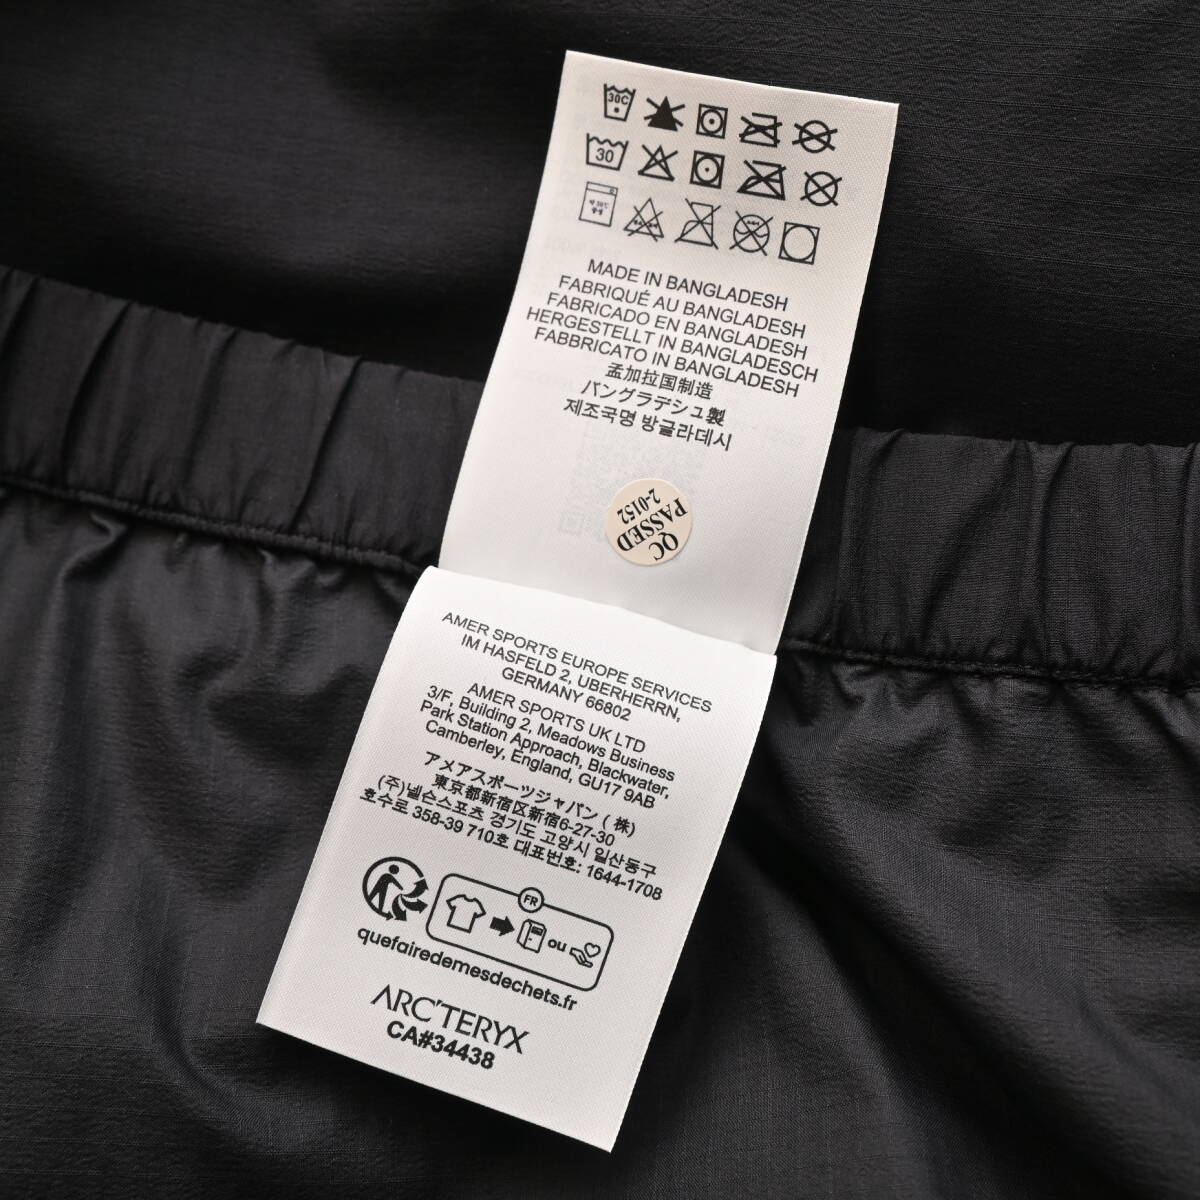 30C
30
MADE IN BANGLADESH
FABRIQUÉ AU BANGLADESH
FABRICADO EN BANGLADESH
HERGESTELLT IN BANGLADESCH
FABBRICATO IN BANGLADESH
孟加拉国制造
バングラデシュ製
제조국명 방글라데시
QC
PASSED
2-0152
AMER SPORTS EUROPE SERVICES
IM HASFELD 2, UBERHERRN,
GERMANY 66802
AMER SPORTS UK LTD
3/F, Building 2, Meadows Business
Park Station Approach, Blackwater,
Camberley, England, GU17 9AB
アメアスポーツジャパン (株)
東京都新宿区新宿6-27-30
(주)넬슨스포츠 경기도 고양시 일산동구
호수로 358-39 710호 대표번호: 1644-1708
FR
ou
quefairedemesdechets.fr
ARC'TERYX
CA#34438